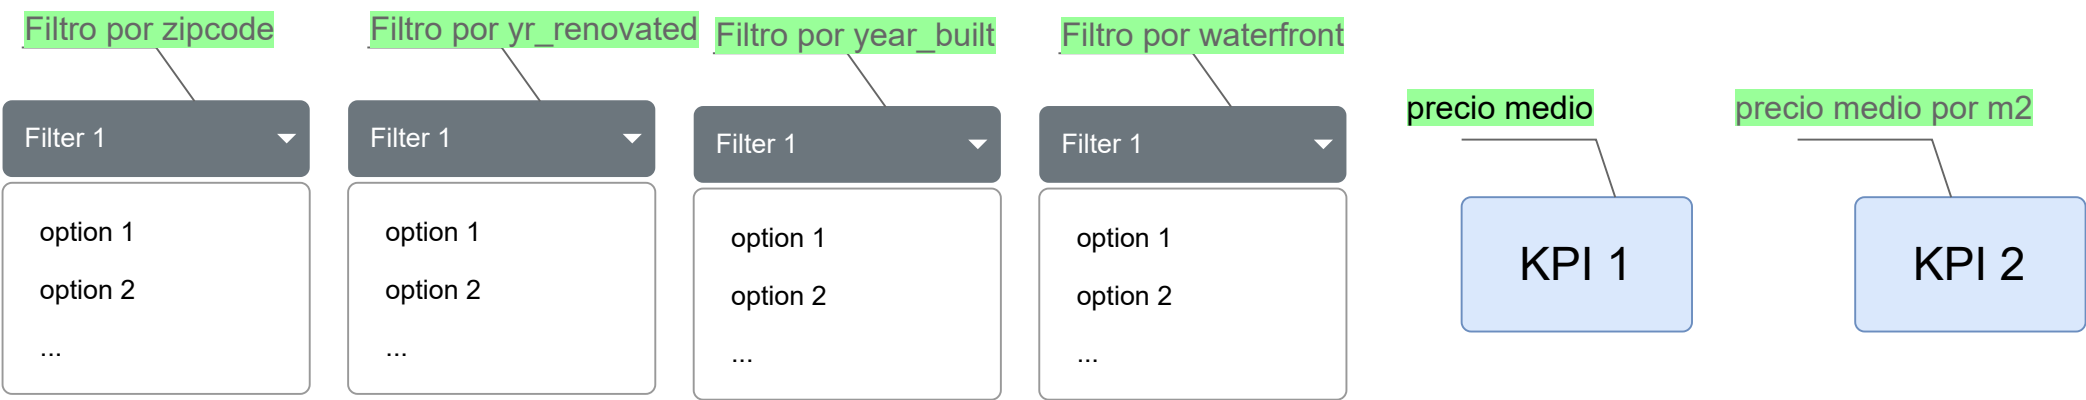 Filtro por zipcode
Filtro por yr_renovated
Filtro por year_built
Filtro por waterfront
precio medio
precio medio por m2
Filter 1
Filter 1
Filter 1
Filter 1
option 1
option 2
...
option 1
option 2
...
option 1
option 2
...
option 1
option 2
...
KPI 1
KPI 2